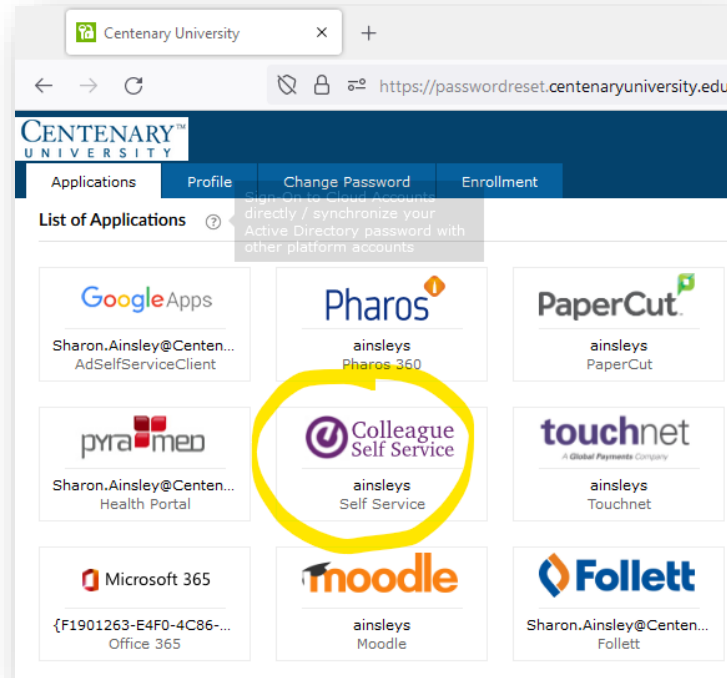 Centenary University
https://passwordreset.centenaryuniversity.edu
CENTENARY™
UNIVERSITY
Applications Profile Change Password Enrollment
List of Applications ?
Sign-On to Cloud Accounts
directly / synchronize your
Active Directory password with
other platform accounts
Google Apps
Sharon.Ainsley@Centen...
AdSelfServiceClient
Pharos
ainsleys
Pharos 360
PaperCut
ainsleys
PaperCut
pyramed
Sharon.Ainsley@Centen...
Health Portal
Colleague
Self Service
ainsleys
Self Service
touchnet
A Global Payments Company
ainsleys
Touchnet
Microsoft 365
{F1901263-E4F0-4C86-...
Office 365
moodle
ainsleys
Moodle
Follett
Sharon.Ainsley@Centen...
Follett